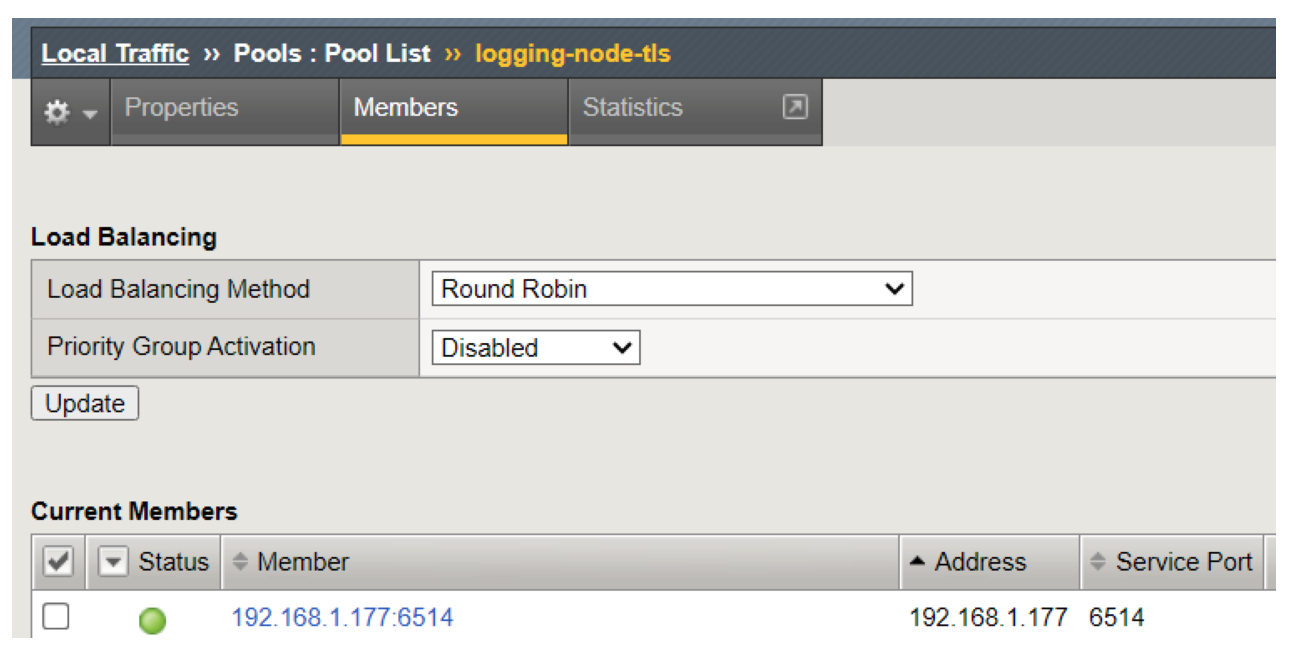 Local Traffic ›› Pools : Pool List ›› logging-node-tls
Properties Members Statistics
Load Balancing
Load Balancing Method Round Robin
Priority Group Activation Disabled
Update
Current Members
Status Member Address Service Port
192.168.1.177:6514 192.168.1.177 6514